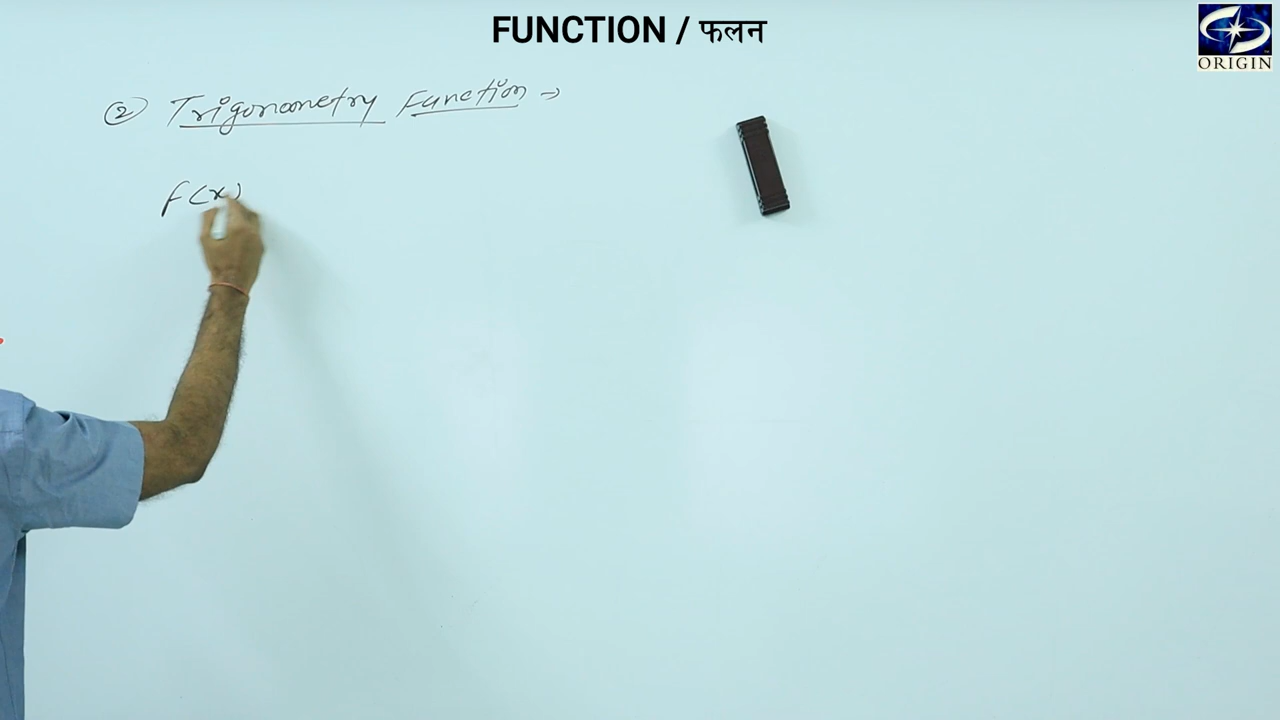 FUNCTION / फलन
ORIGIN
② Trigonometry Function →
f(x)